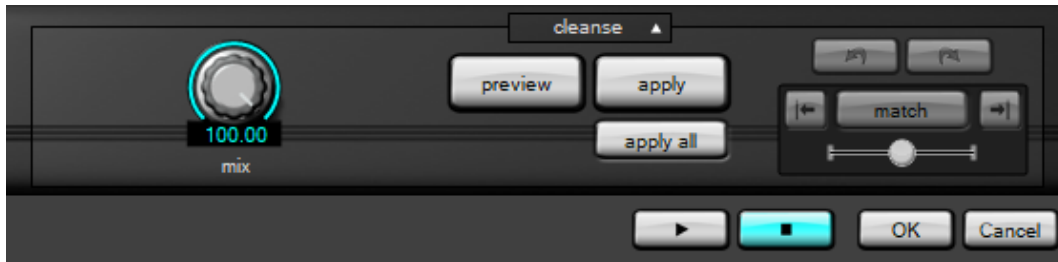 cleanse
preview
apply
match
100.00
apply all
mix
OK
Cancel